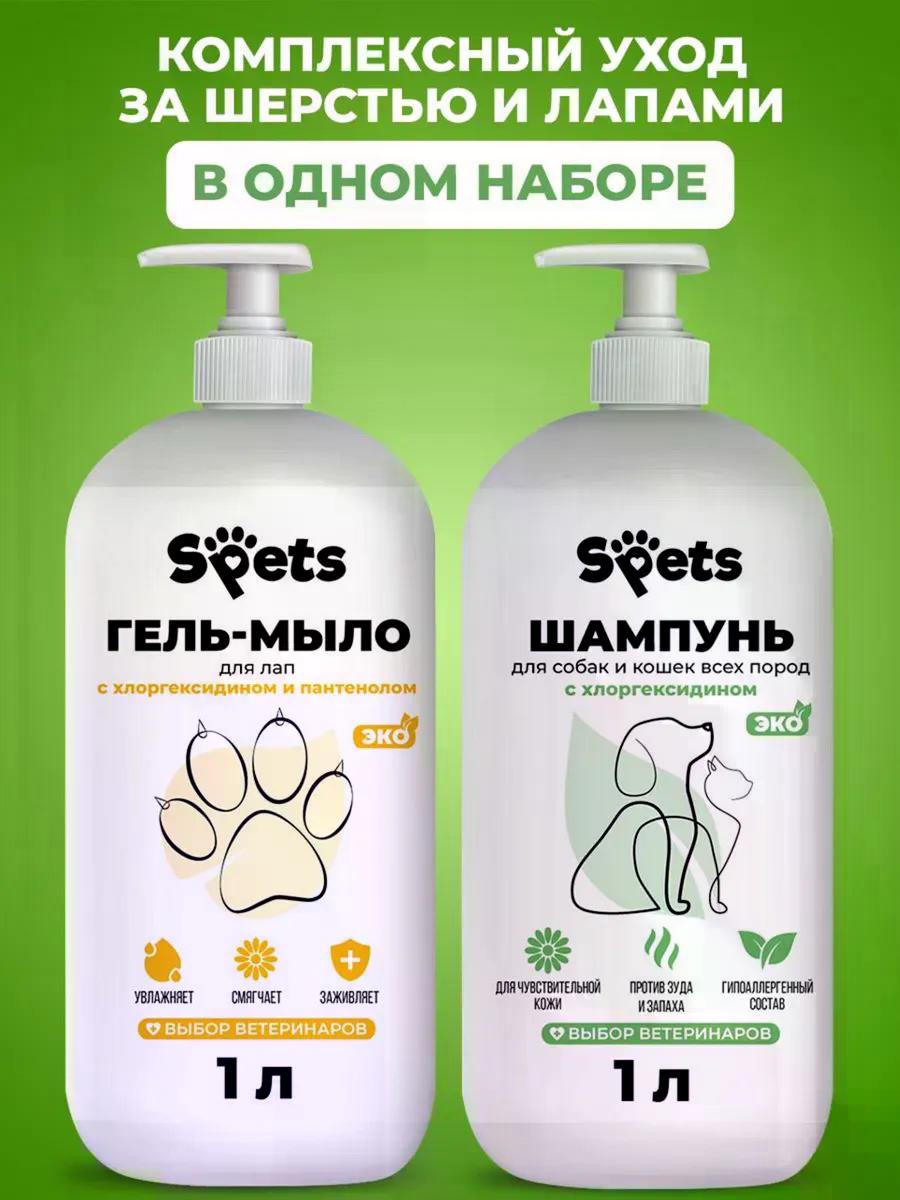 КОМПЛЕКСНЫЙ УХОД
ЗА ШЕРСТЬЮ И ЛАПАМИ
В ОДНОМ НАБОРЕ
Spets
ГЕЛЬ-МЫЛО
для лап
с хлоргексидином и пантенолом
ЭКО
УВЛАЖНЯЕТ
СМЯГЧАЕТ
ЗАЖИВЛЯЕТ
ВЫБОР ВЕТЕРИНАРОВ
1 л
Spets
ШАМПУНЬ
для собак и кошек всех пород
с хлоргексидином
ЭКО
ДЛЯ ЧУВСТВИТЕЛЬНОЙ
КОЖИ
ПРОТИВ ЗУДА
И ЗАПАХА
ГИПОАЛЛЕРГЕННЫЙ
СОСТАВ
ВЫБОР ВЕТЕРИНАРОВ
1 л